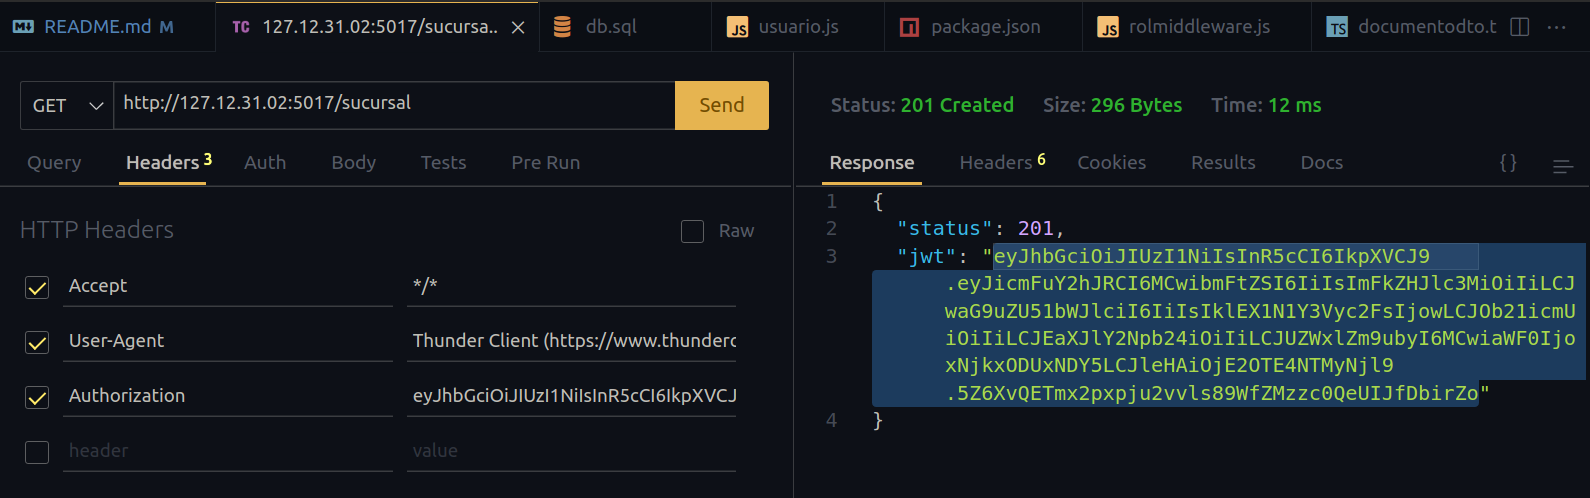 README.md M
TC 127.12.31.02:5017/sucursa..
db.sql
JS usuario.js
package.json
JS rolmiddleware.js
TS documentodto.t
GET
http://127.12.31.02:5017/sucursal
Send
Query
Headers 3
Auth
Body
Tests
Pre Run
HTTP Headers
Raw
Accept
*/*
User-Agent
Thunder Client (https://www.thunderc
Authorization
eyJhbGciOiJIUzI1NiIsInR5cCI6IkpXVCJ
header
value
Status: 201 Created Size: 296 Bytes Time: 12 ms
Response
Headers 6
Cookies
Results
Docs
{}
1 {
2 "status": 201,
3 "jwt": "eyJhbGciOiJIUzI1NiIsInR5cCI6IkpXVCJ9
.eyJicmFuY2hJRCI6MCwibmFtZSI6IiIsImFkZHJlc3MiOiIiLCJ
waG9uZU51bWJlciI6IiIsIklEX1N1Y3Vyc2FsIjowLCJOb21icmU
iOiIiLCJEaXJlY2Npb24iOiIiLCJUZWxlZm9ubyI6MCwiaWF0Ijo
xNjkxODUxNDY5LCJleHAiOjE2OTE4NTMyNjl9
.5Z6XvQETmx2pxpju2vvls89WfZMzzc0QeUIJfDbirZo"
4 }